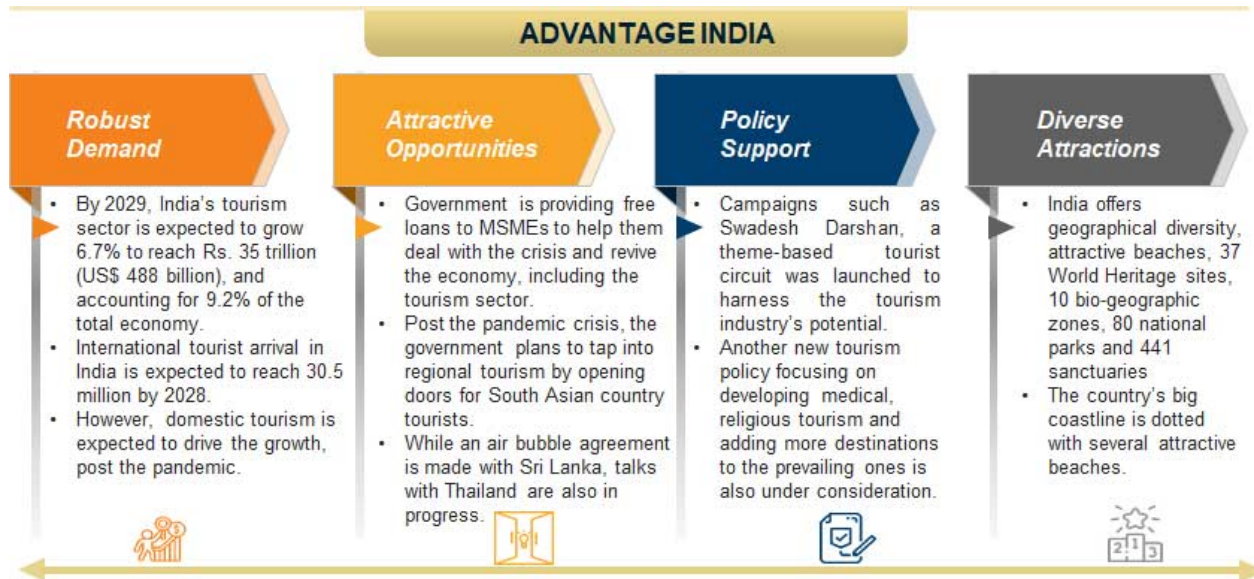 ADVANTAGE INDIA
Robust
Demand
• By 2029, India's tourism
sector is expected to grow
6.7% to reach Rs. 35 trillion
(US$ 488 billion), and
accounting for 9.2% of the
total economy.
• International tourist arrival in
India is expected to reach 30.5
million by 2028.
• However, domestic tourism is
expected to drive the growth,
post the pandemic.
Attractive
Opportunities
• Government is providing free
loans to MSMEs to help them
deal with the crisis and revive
the economy, including the
tourism sector.
• Post the pandemic crisis, the
government plans to tap into
regional tourism by opening
doors for South Asian country
tourists.
• While an air bubble agreement
is made with Sri Lanka, talks
with Thailand are also in
progress.
Policy
Support
• Campaigns such as
Swadesh Darshan, a
theme-based tourist
circuit was launched to
harness the tourism
industry's potential.
• Another new tourism
policy focusing on
developing medical,
religious tourism and
adding more destinations
to the prevailing ones is
also under consideration.
Diverse
Attractions
• India offers
geographical diversity,
attractive beaches, 37
World Heritage sites,
10 bio-geographic
zones, 80 national
parks and 441
sanctuaries
• The country's big
coastline is dotted
with several attractive
beaches.
$
2 1 3